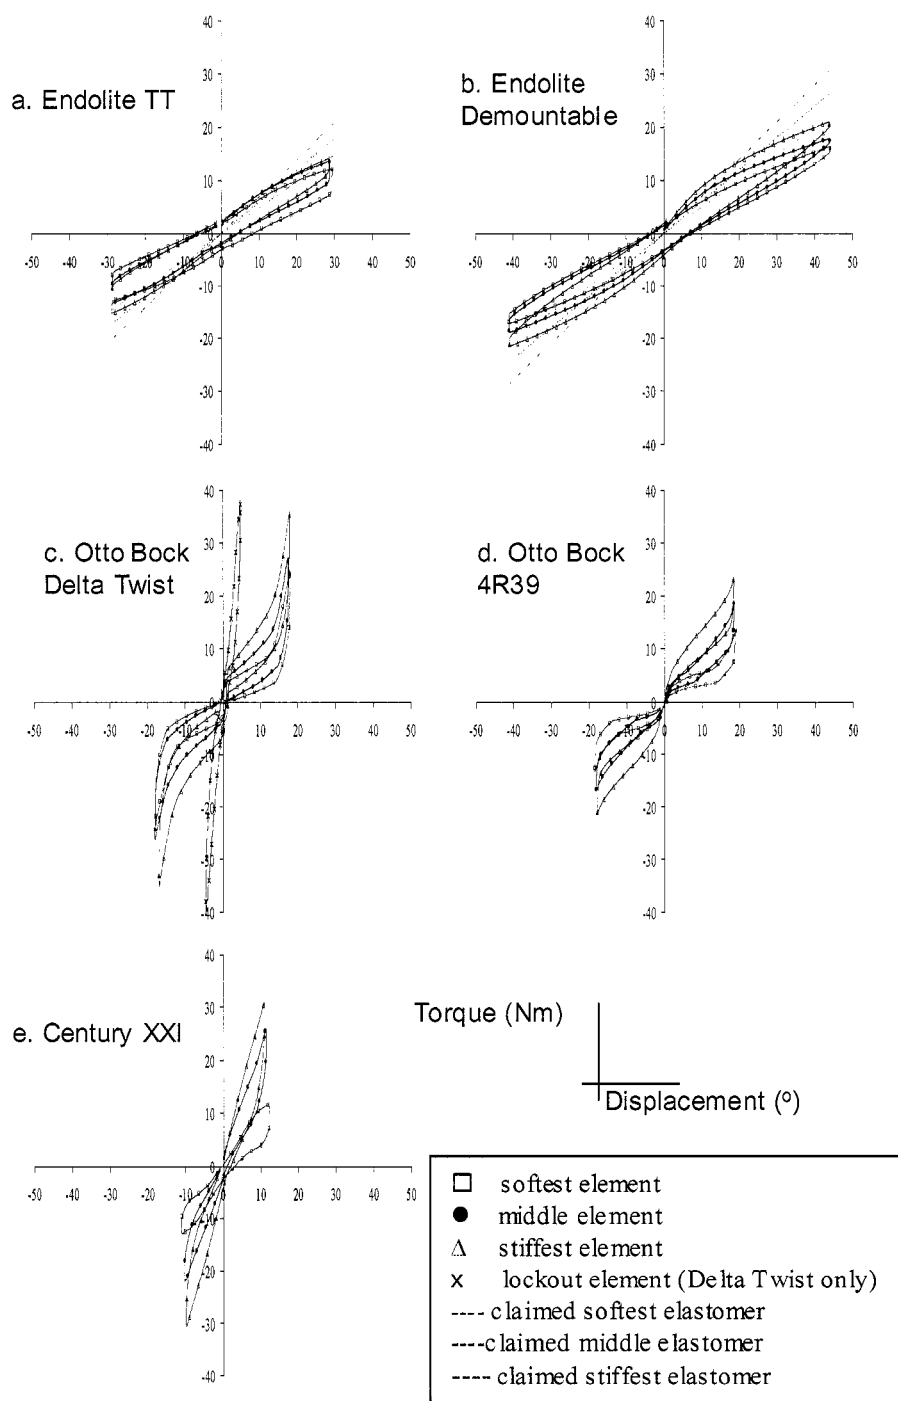 a. Endolite TT
40
30
20
10
0
-10
-20
-30
-40
-50 -40 -30 -20 -10 0 10 20 30 40 50
b. Endolite
Demountable
40
30
20
10
0
-10
-20
-30
-40
-50 -40 -30 -20 -10 0 10 20 30 40 50
c. Otto Bock
Delta Twist
40
30
20
10
0
-10
-20
-30
-40
-50 -40 -30 -20 -10 0 10 20 30 40 50
d. Otto Bock
4R39
40
30
20
10
0
-10
-20
-30
-40
-50 -40 -30 -20 -10 0 10 20 30 40 50
e. Century XXI
40
30
20
10
0
-10
-20
-30
-40
-50 -40 -30 -20 -10 0 10 20 30 40 50
Torque (Nm)
Displacement (º)
softest element
middle element
stiffest element
x lockout element (Delta Twist only)
---- claimed softest elastomer
----claimed middle elastomer
----- claimed stiffest elastomer